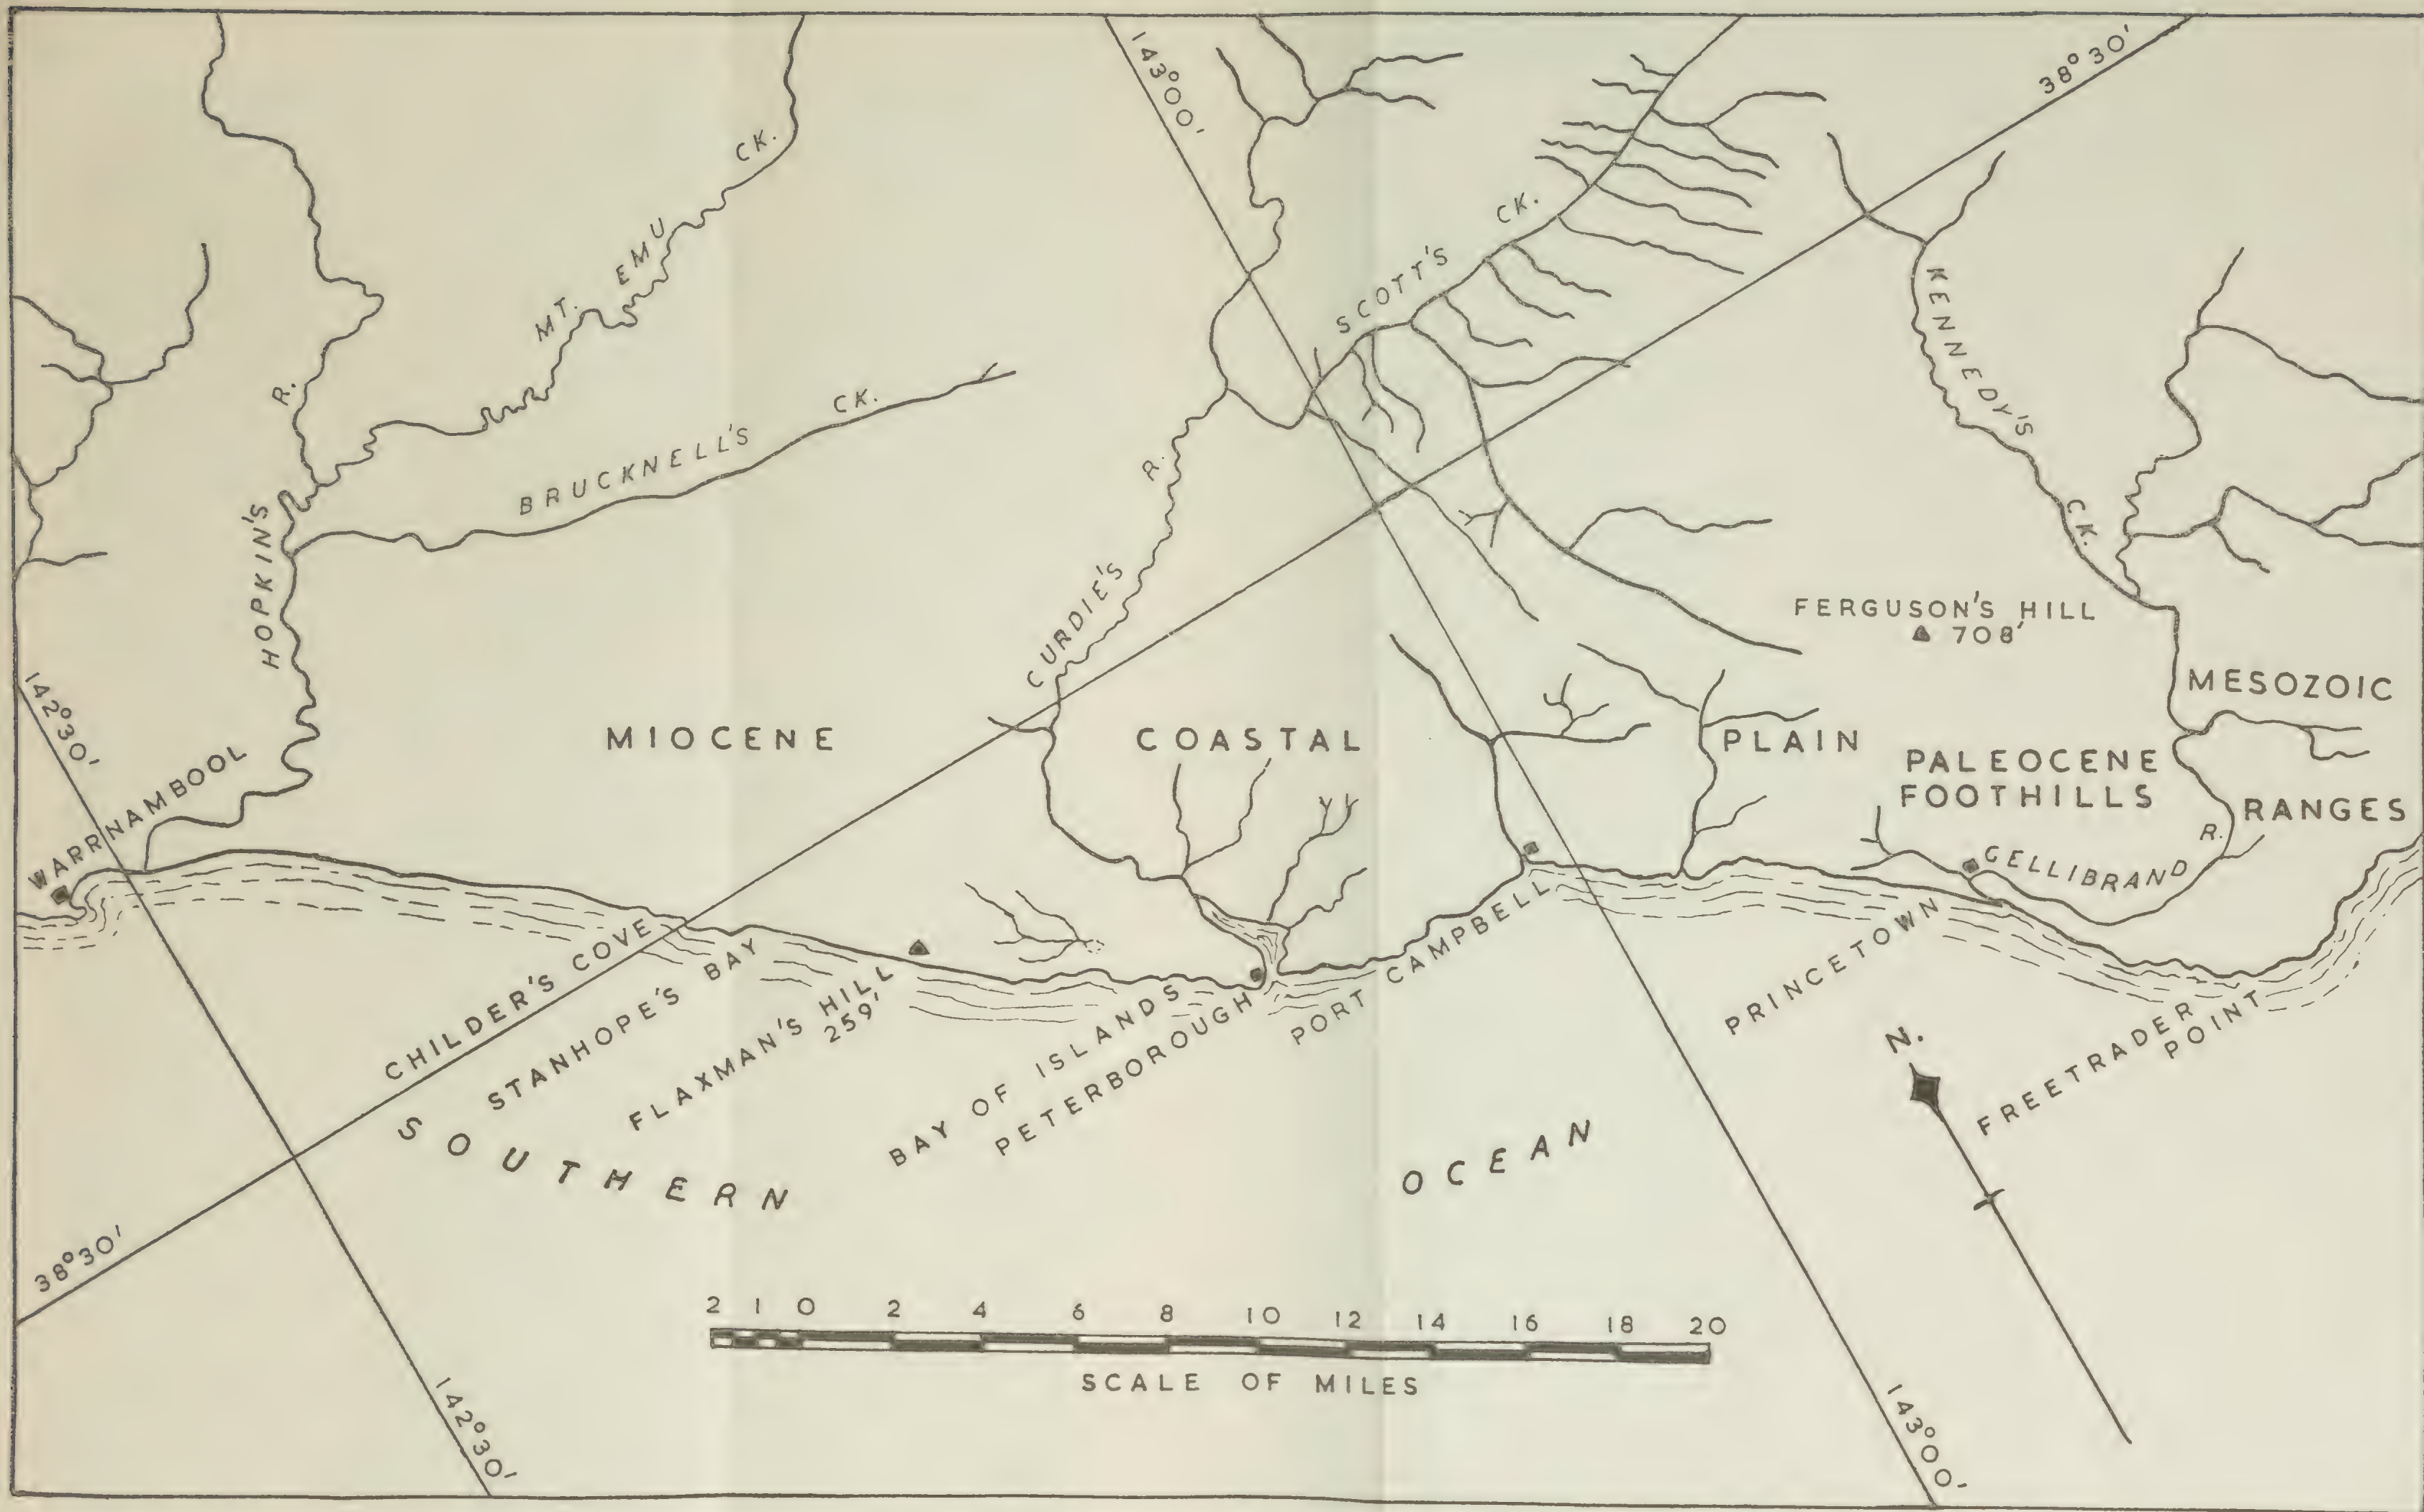 143°00'
38°30'
MT. EMU CK.
SCOTT'S CK.
KENNEDY'S CK.
HOPKIN'S R.
BRUCKNELL'S CK.
CURDIE'S R.
FERGUSON'S HILL
708'
142°30'
WARRNAMBOOL
MIOCENE COASTAL PLAIN
MESOZOIC
RANGES
PALEOCENE
FOOTHILLS
GELLIBRAND R.
CHILDER'S COVE
STANHOPE'S BAY
FLAXMAN'S HILL
259'
BAY OF ISLANDS
PETERBOROUGH
PORT CAMPBELL
PRINCETOWN
FREETRADER
POINT
N.
SOUTHERN OCEAN
38°30'
2 1 0 2 4 6 8 10 12 14 16 18 20
SCALE OF MILES
142°30'
143°00'